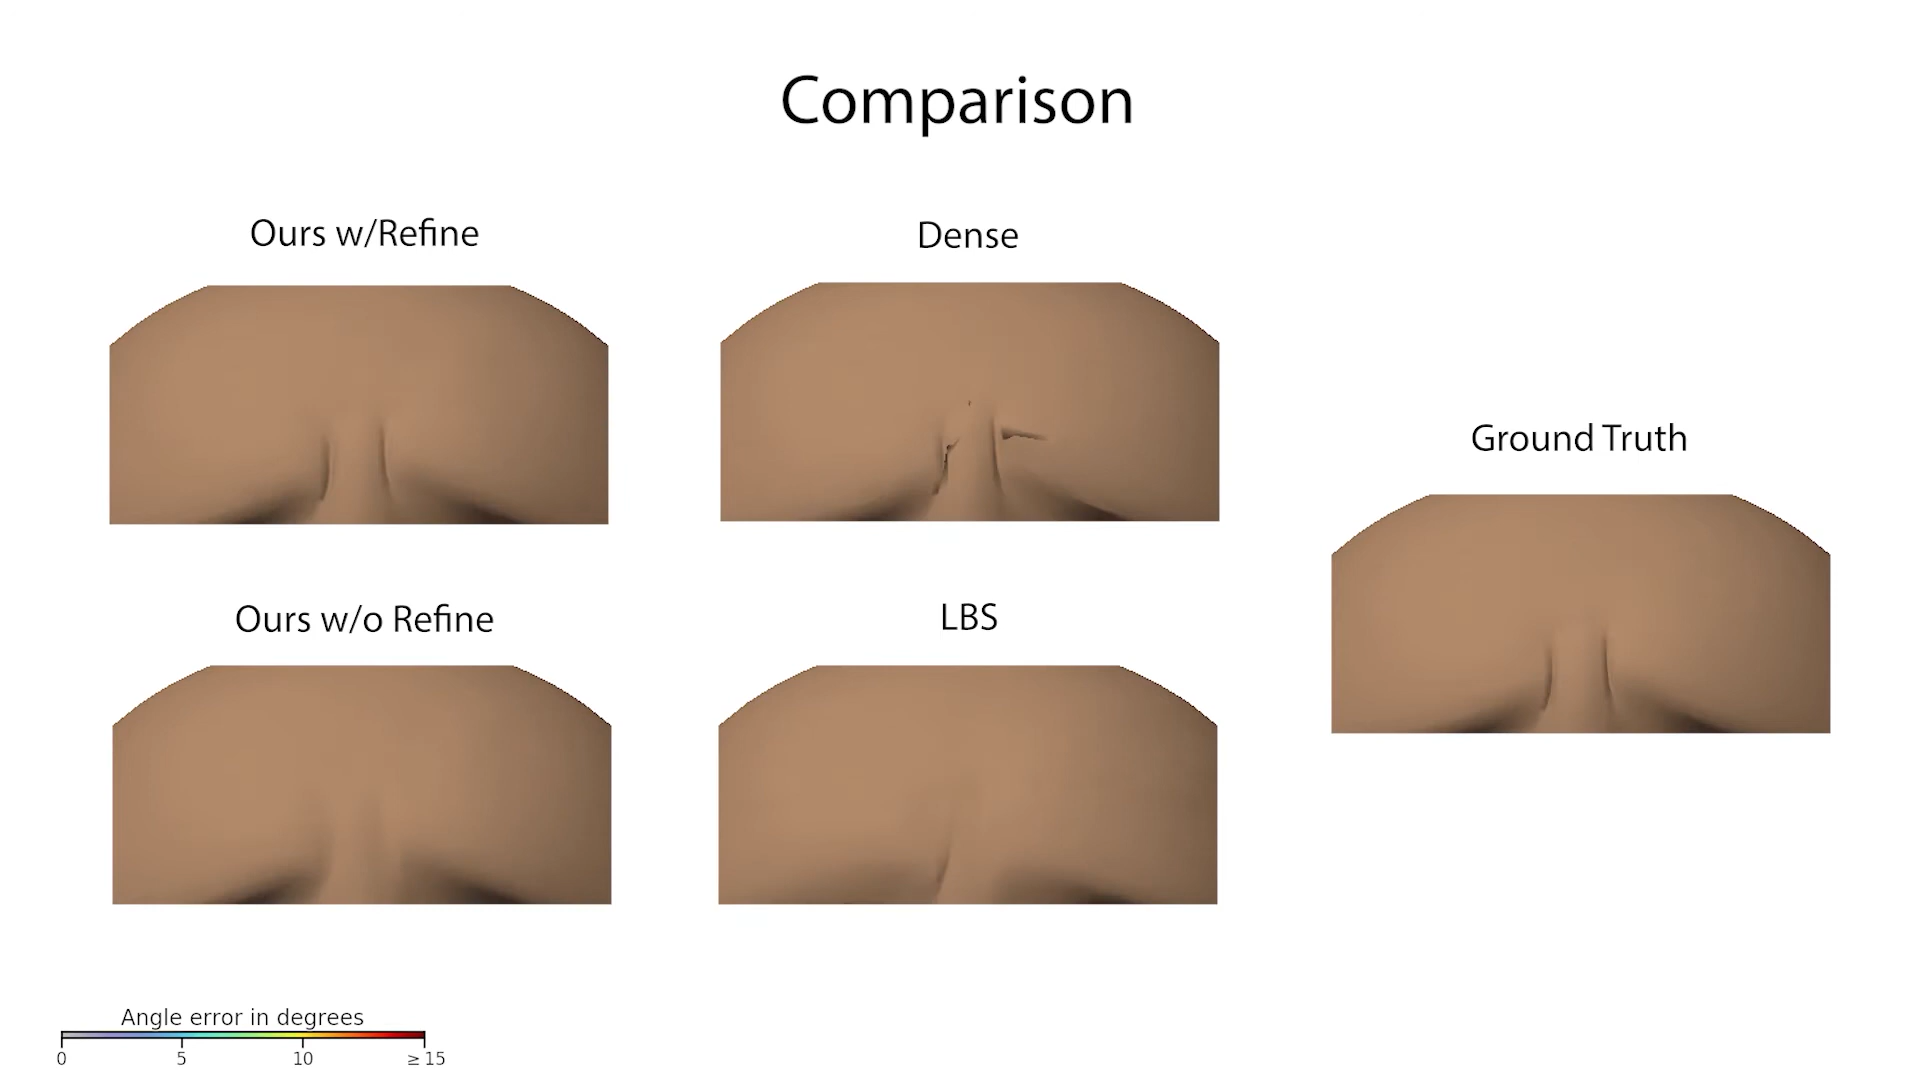 Comparison
Ours w/Refine
Dense
Ground Truth
Ours w/o Refine
LBS
Angle error in degrees
0 5 10 ≥15